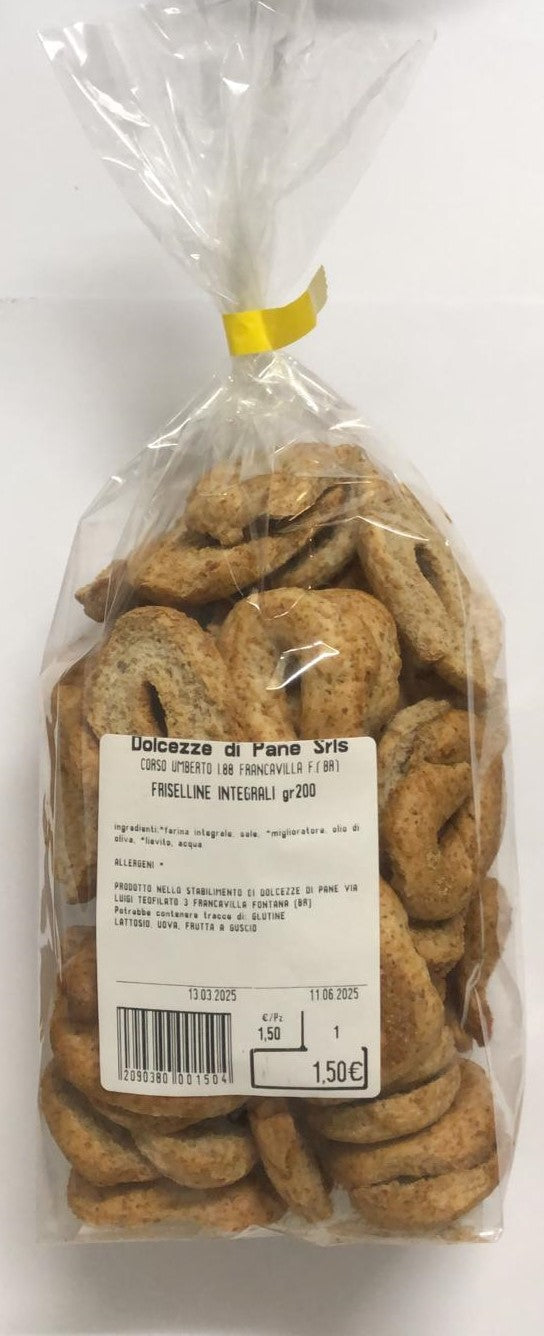 Dolcezze di Pane Srls
CORSO UMBERTO I,88 FRANCAVILLA F.(BR)
FRISELLINE INTEGRALI gr200
ingredienti:*farina integrale, sale, *miglioratore, olio di
oliva, *lievito, acqua
ALLERGENI *
PRODOTTO NELLO STABILIMENTO DI DOLCEZZE DI PANE VIA
LUIGI TEOFILATO 3 FRANCAVILLA FONTANA (BR)
Potrebbe contenere tracce di: GLUTINE
LATTOSIO, UOVA, FRUTTA A GUSCIO
13.03.2025 11.06.2025
€/Pz
1,50 1
2090380 001504
1,50€